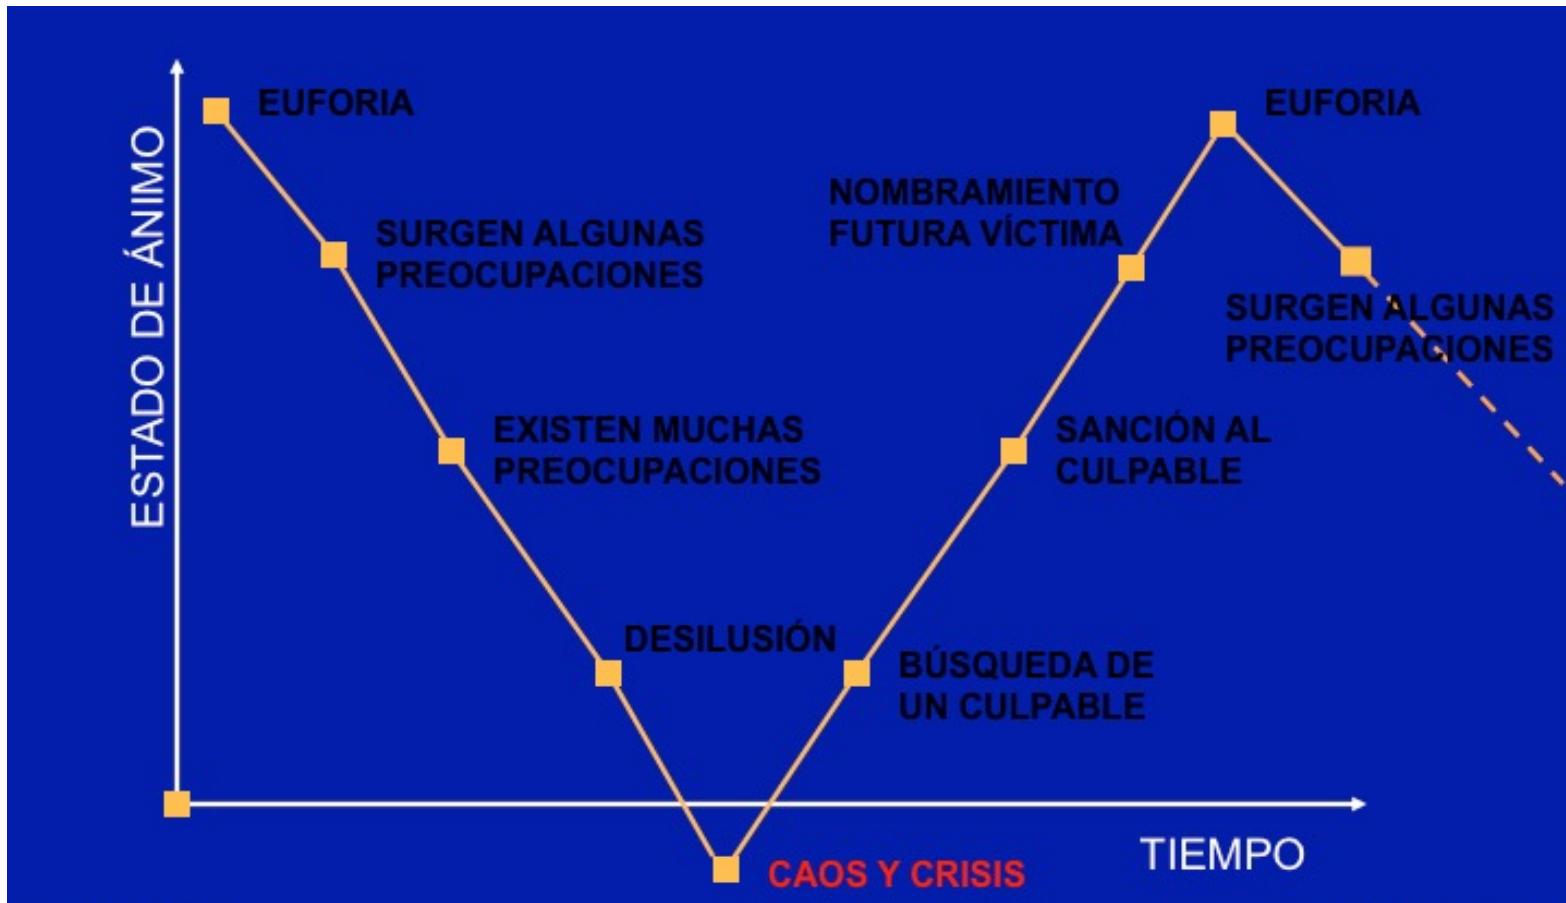 ESTADO DE ÁNIMO
EUFORIA
SURGEN ALGUNAS
PREOCUPACIONES
EXISTEN MUCHAS
PREOCUPACIONES
DESILUSIÓN
CAOS Y CRISIS
BÚSQUEDA DE
UN CULPABLE
SANCIÓN AL
CULPABLE
NOMBRAMIENTO
FUTURA VÍCTIMA
EUFORIA
SURGEN ALGUNAS
PREOCUPACIONES
TIEMPO